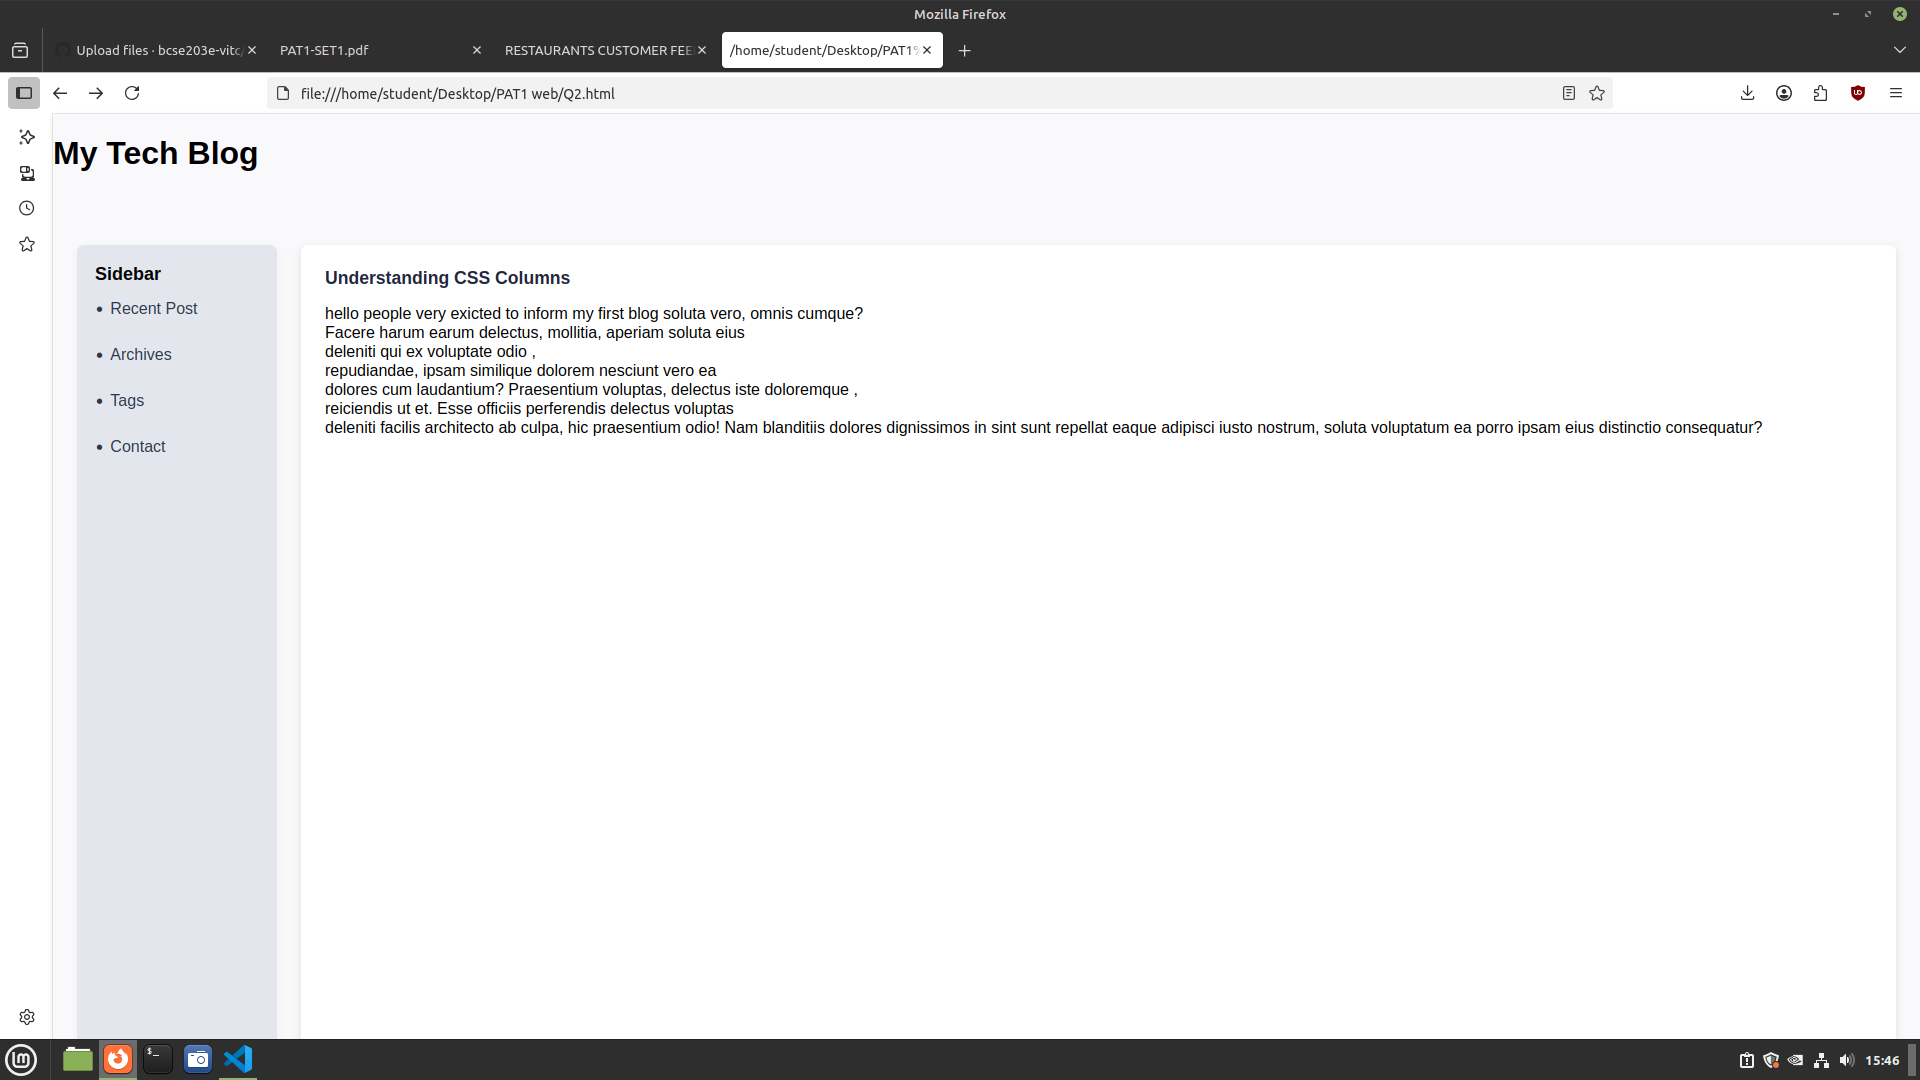 Mozilla Firefox
Upload files · bcse203e-vitc/
PAT1-SET1.pdf
RESTAURANTS CUSTOMER FEE
/home/student/Desktop/PAT1%
file:///home/student/Desktop/PAT1 web/Q2.html
My Tech Blog
Sidebar
• Recent Post
• Archives
• Tags
• Contact
Understanding CSS Columns
hello people very exicted to inform my first blog soluta vero, omnis cumque?
Facere harum earum delectus, mollitia, aperiam soluta eius
deleniti qui ex voluptate odio ,
repudiandae, ipsam similique dolorem nesciunt vero ea
dolores cum laudantium? Praesentium voluptas, delectus iste doloremque ,
reiciendis ut et. Esse officiis perferendis delectus voluptas
deleniti facilis architecto ab culpa, hic praesentium odio! Nam blanditiis dolores dignissimos in sint sunt repellat eaque adipisci iusto nostrum, soluta voluptatum ea porro ipsam eius distinctio consequatur?
15:46